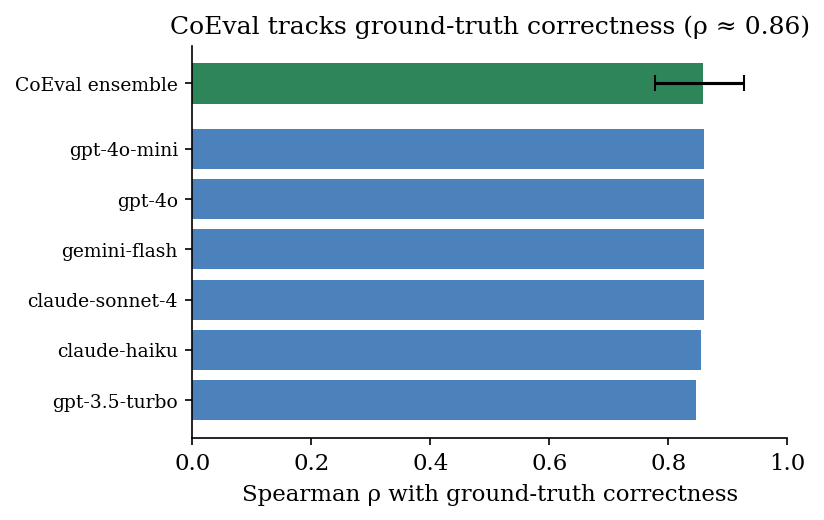 CoEval tracks ground-truth correctness (ρ ≈ 0.86)
CoEval ensemble
gpt-4o-mini
gpt-4o
gemini-flash
claude-sonnet-4
claude-haiku
gpt-3.5-turbo
0.0 0.2 0.4 0.6 0.8 1.0
Spearman ρ with ground-truth correctness